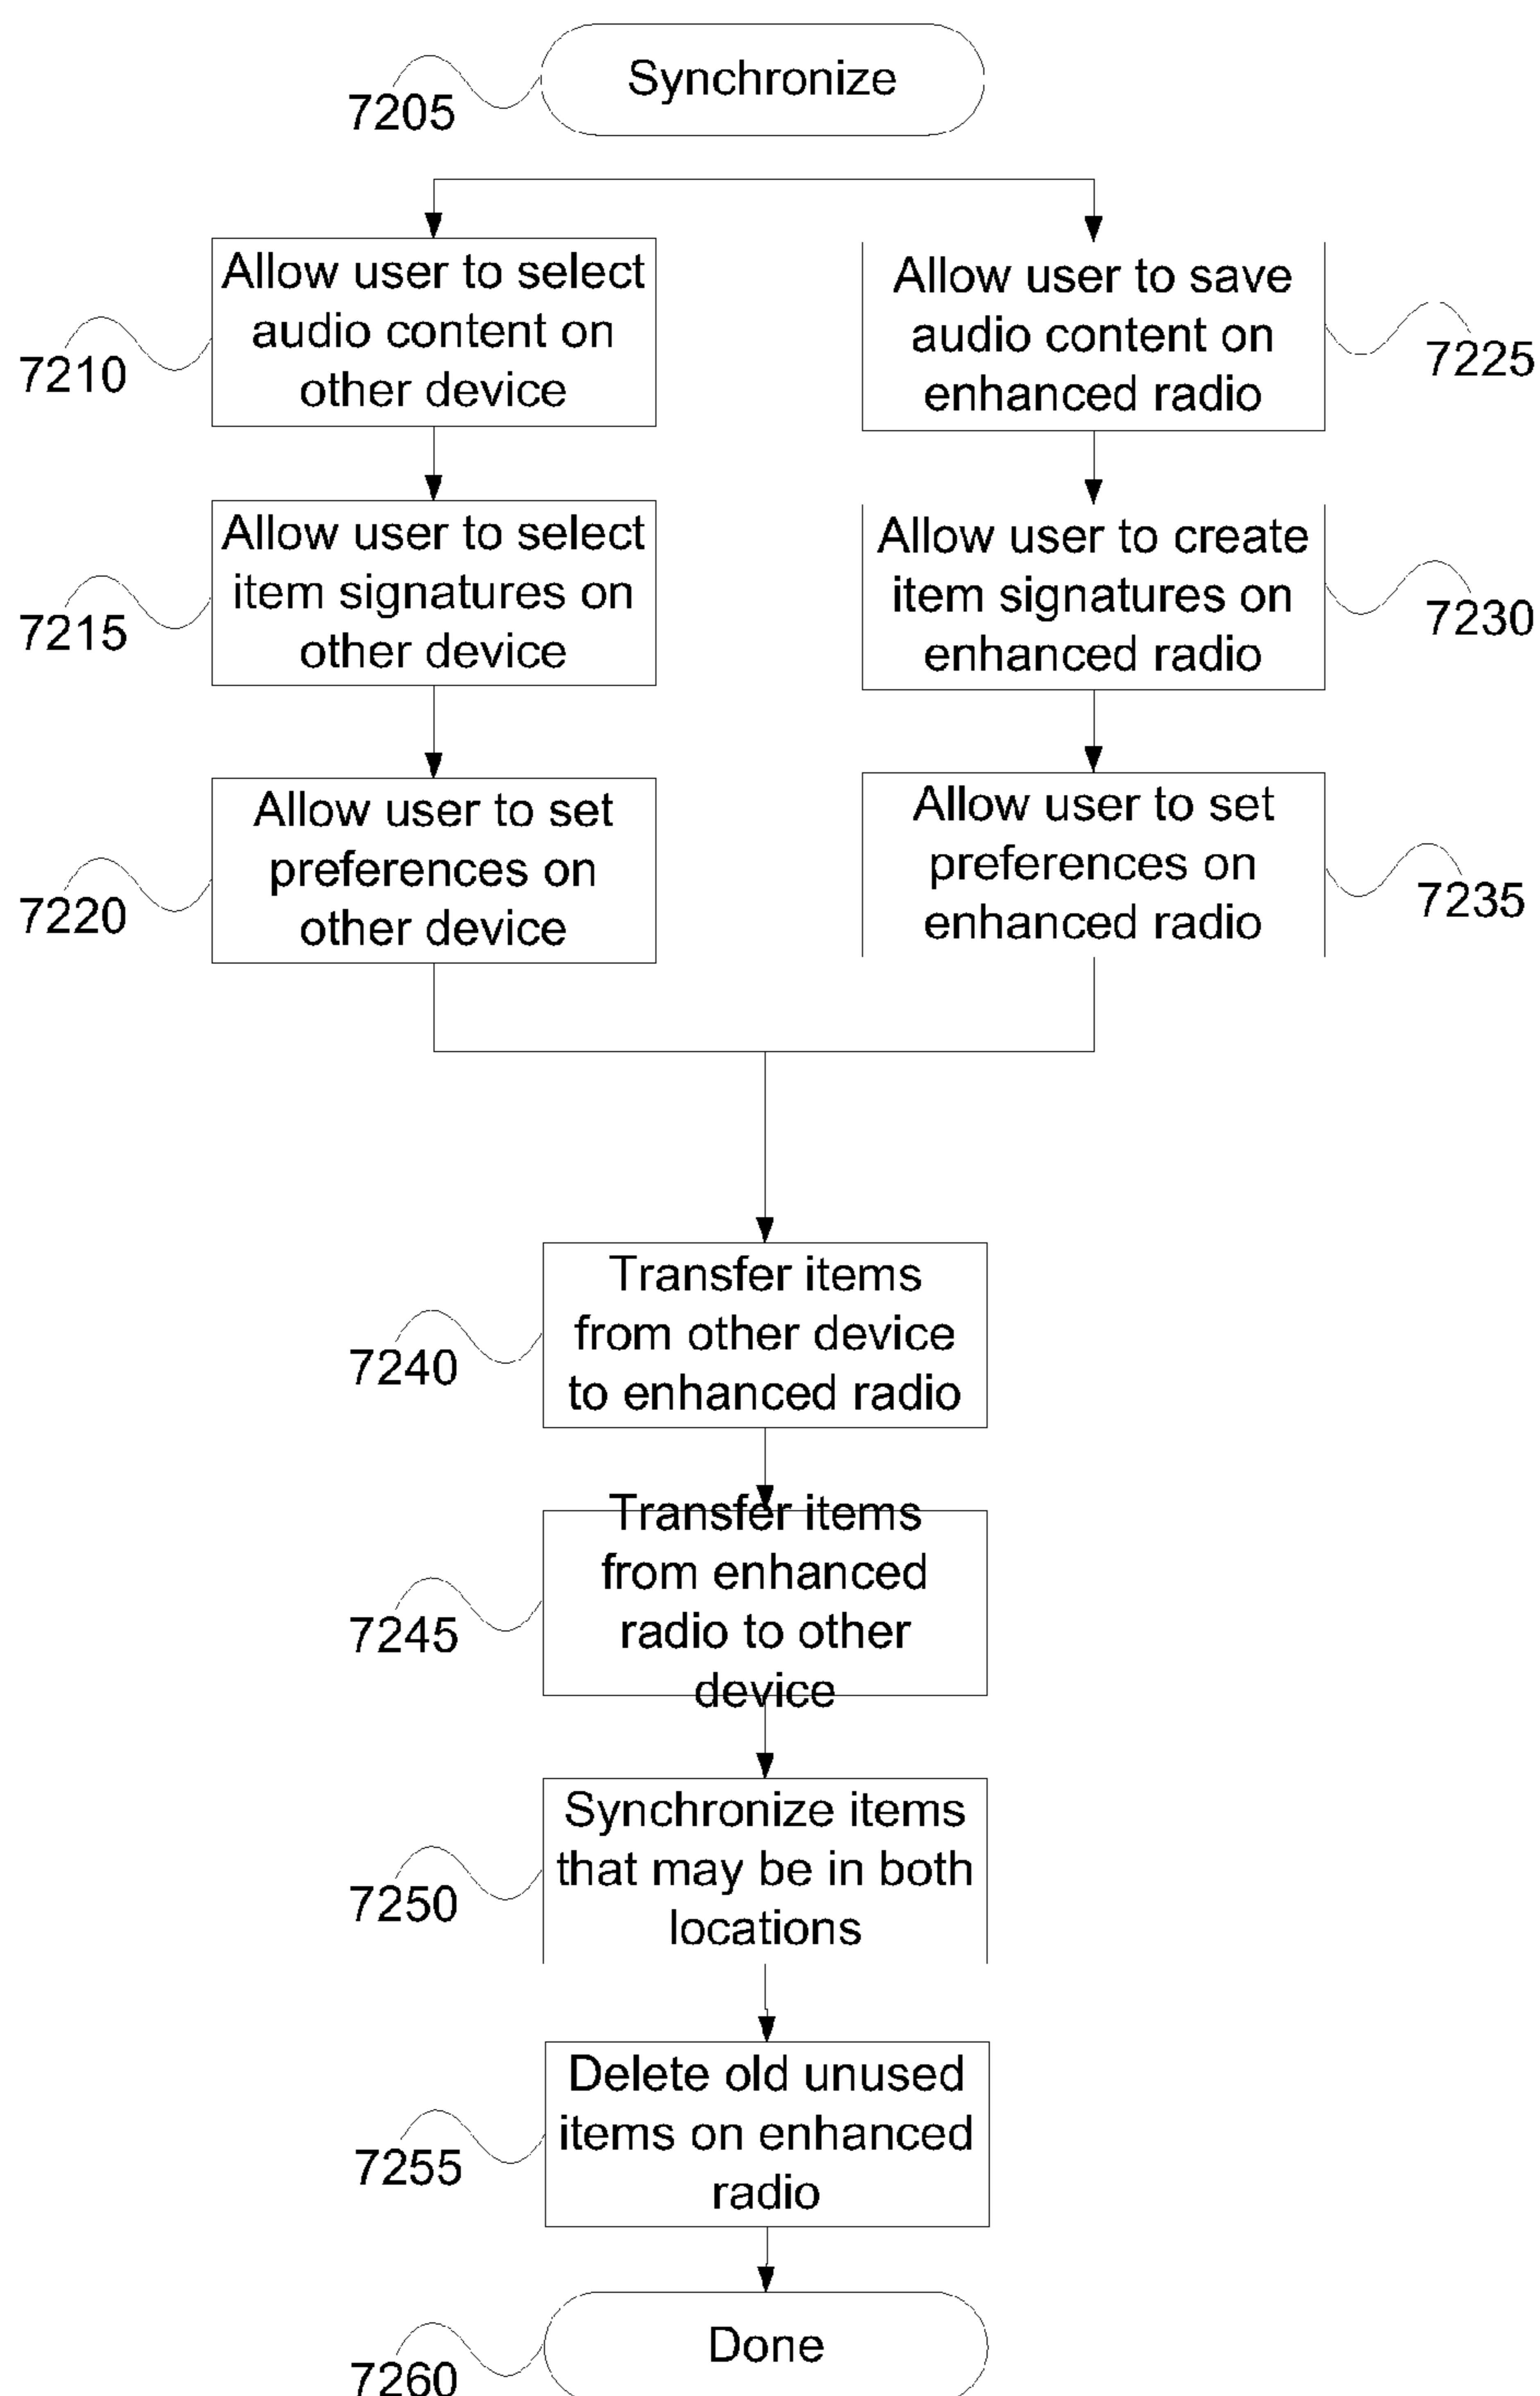 Synchronize
7205
Allow user to select
audio content on
other device
7210
Allow user to save
audio content on
enhanced radio
7225
Allow user to select
item signatures on
other device
7215
Allow user to create
item signatures on
enhanced radio
7230
Allow user to set
preferences on
other device
7220
Allow user to set
preferences on
enhanced radio
7235
Transfer items
from other device
to enhanced radio
7240
Transfer items
from enhanced
radio to other
device
7245
Synchronize items
that may be in both
locations
7250
Delete old unused
items on enhanced
radio
7255
Done
7260